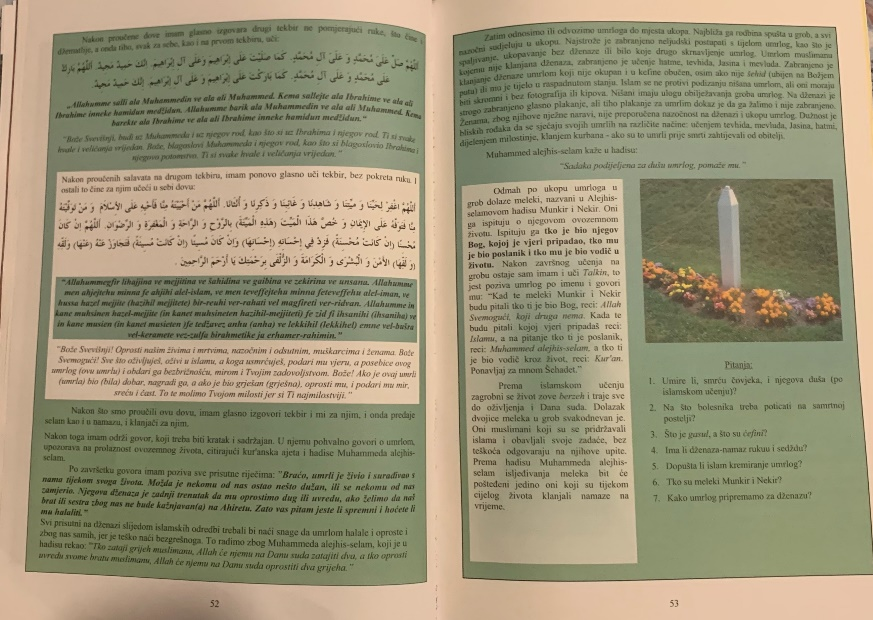 Nakon proučene dove imam glasno izgovara drugi tekbir ne pomjerajući ruke, šta čine i
džematlije, a onda tiho, svak za sebe, kao i na prvom tekbiru, uči:
اَللَّهُمَّ صَلِّ عَلَى مُحَمَّدٍ وَ عَلَى آلِ مُحَمَّدٍ. كَمَا صَلَّيْتَ عَلَى إِبْرَاهِيمَ وَعَلَى آلِ إِبْرَاهِيمَ. إِنَّكَ حَمِيدٌ مَجِيدٌ. اَللَّهُمَّ بَارِكْ
عَلَى مُحَمَّدٍ وَ عَلَى آلِ مُحَمَّدٍ. كَمَا بَارَكْتَ عَلَى إِبْرَاهِيمَ وَعَلَى آلِ إِبْرَاهِيمَ. إِنَّكَ حَمِيدٌ مَجِيدٌ.
„Allahumme salli ala Muhammedin ve ala ali Muhammed. Kema sallejte ala Ibrahime ve ala ali
Ibrahime inneke hamidun medžidun. Allahumme barik ala Muhammedin ve ala ali Muhammed. Kema
barekte ala Ibrahime ve ala ali Ibrahime inneke hamidun medžidun."
"Bože Svevišnji, budi uz Muhammeda i uz njegov rod, kao što si uz Ibrahima i njegov rod. Ti si svake
hvale i veličanja vrijedan. Bože, blagoslovi Muhammeda i njegov rod, kao što si blagoslovio Ibrahima i
njegovo potomstvo. Ti si svake hvale i veličanja vrijedan."
Nakon proučenih salavata na drugom tekbiru, imam ponovo glasno uči tekbir, bez pokreta ruku i
ostali to čine za njim učeći u sebi dovu:
اَللَّهُمَّ اغْفِرْ لِحَيِّنَا وَ مَيِّتِنَا وَ شَاهِدِنَا وَ غَائِبِنَا وَ ذَكَرِنَا وَ أُنْثَانَا. اَللَّهُمَّ مَنْ أَحْيَيْتَهُ مِنَّا فَأَحْيِهِ عَلَى الْاِسْلَامِ وَ مَنْ تَوَفَّيْتَهُ
مِنَّا فَتَوَفَّهُ عَلَى الْإِيمَانِ وَ خُصَّ هَذَا الْمَيِّتَ (هَذِهِ الْمَيِّتَةَ) بِالرَّوْحِ وَ الرَّاحَةِ وَ الْمَغْفِرَةِ وَ الرِّضْوَانِ. اَللَّهُمَّ إِنْ كَانَ
مُحْسِنًا (إِنْ كَانَتْ مُحْسِنَةً) فَزِدْ فِي إِحْسَانِهِ (إِحْسَانِهَا) وَإِنْ كَانَ مُسِيئًا (إِنْ كَانَتْ مُسِيئَةً) فَتَجَاوَزْ عَنْهُ (عَنْهَا) وَلَقِّهِ
(وَ لَقِّهَا) الْأَمْنَ وَ الْبُشْرَى وَ الْكَرَامَةَ وَ الزُّلْفَى بِرَحْمَتِكَ يَا أَرْحَمَ الرَّاحِمِينَ.
"Allahummegfir lihajjina ve mejjitina ve šahidina ve gaibina ve zekirina ve unsana. Allahumme
men ahjejtehu minna fe ahjihi alel-islam, ve men teveffejtehu minna feteveffehu alel-iman, ve
hussa hazel mejjite (hazihil mejjitete) bir-reuhi ver-rahati vel magfireti ver-ridvan. Allahumme in
kane muhsinen hazel-mejjite (in kanet muhsineten hazihil-mejjiteti) fe zid fi ihsanihi (ihsaniha) ve
in kane musien (in kanet musieten )fe tedžavez anhu (anha) ve lekkihil (lekkihel) emne vel-bušra
vel-keramete vez-zulfa birahmetike ja erhamer-rahimin."
"Bože Svevišnji! Oprosti našim živima i mrtvima, nazočnim i odsutnim, muškarcima i ženama. Bože
Svemogući! Sve što oživljuješ, oživi u islamu, a koga usmrćuješ, podari mu vjeru, a posebice ovog
umrlog (ovu umrlu) i obdari ga bezbrižnošću, mirom i Tvojim zadovoljstvom. Bože! Ako je ovaj umrli
(umrla) bio (bila) dobar, nagradi ga, a ako je bio grješan (grješna), oprosti mu, i podari mu mir,
sreću i čast. To te molimo Tvojom milosti jer si Ti najmilostiviji."
Nakon što smo proučili ovu dovu, imam glasno izgovori tekbir i mi za njim, i onda predaje
selam kao i u namazu, i klanjači za njim.
Nakon toga imam održi govor, koji treba biti kratak i sadržajan. U njemu pohvalno govori o umrlom,
upozorava na prolaznost ovozemnog života, citirajući kur'anska ajeta i hadise Muhammeda alejhis-
selam.
Po završetku govora imam poziva sve prisutne riječima: "Braćo, umrli je živio i surađivao s
nama tijekom svoga života. Možda je nekomu od nas ostao nešto dužan, ili se nekomu od nas
zamjerio. Njegova dženaza je zadnji trenutak da mu oprostimo dug ili uvredu, ako želimo da naš
brat ili sestra zbog nas ne bude kažnjavan(a) na Ahiretu. Zato vas pitam jeste li spremni i hoćete li
mu halaliti."
Svi prisutni na dženazi slijedom islamskih odredbi trebali bi naći snage da umrlom halale i oproste i
zbog nas samih, jer je teško naći bezgrešnoga. To radimo zbog Muhammeda alejhis-selam, koji je u
hadisu rekao: "Tko zataji grijeh muslimanu, Allah će njemu na Danu suda zatajiti dva, a tko oprosti
uvredu svome bratu muslimanu, Allah će njemu na Danu suda oprostiti dva grijeha."
52
Zatim odnosimo ili odvozimo umrloga do mjesta ukopa. Najbliža ga rodbina spušta u grob, a svi
nazočni sudjeluju u ukopu. Najstrože je zabranjeno neljudski postupati s tijelom umrlog, kao što je
spaljivanje, ukopavanje bez dženaze ili bilo koje drugo skrnavljenje umrlog. Umrlom muslimanu
kojemu nije klanjana dženaza, zabranjeno je učenje hatme, tevhida, Jasina i mevluda. Zabranjeno je
klanjanje dženaze umrlom koji nije okupan i u kefine obučen, osim ako nije šehid (ubijen na Božjem
putu) ili mu je tijelo u raspadnutom stanju. Islam se ne protivi podizanju nišana umrlom, ali oni moraju
biti skromni i bez fotografija ili kipova. Nišani imaju ulogu obilježavanja groba umrlog. Na dženazi je
strogo zabranjeno glasno plakanje, ali tiho plakanje za umrlim dokaz je da ga žalimo i nije zabranjeno.
Ženama, zbog njihove nježne naravi, nije preporučena nazočnost na dženazi i ukopu umrlog. Dužnost je
bliskih rođaka da se sjećaju svojih umrlih na različite načine: učenjem tevhida, mevluda, Jasina, hatmi,
dijeljenjem milostinje, klanjem kurbana - ako su to umrli prije smrti zahtijevali od obitelji.
Muhammed alejhis-selam kaže u hadisu:
"Sadaka podijeljena za dušu umrlog, pomaže mu."
Odmah po ukopu umrloga u
grob dolaze meleki, nazvani u Alejhis-
selamovom hadisu Munkir i Nekir. Oni
ga ispituju o njegovom ovozemnom
životu. Ispituju ga tko je bio njegov
Bog, kojoj je vjeri pripadao, tko mu
je bio poslanik i tko mu je bio vodič u
životu. Nakon završnog učenja na
grobu ostaje sam imam i uči Talkin, to
jest poziva umrlog po imenu i govori
mu: "Kad te meleki Munkir i Nekir
budu pitali tko ti je bio Bog, reci: Allah
Svemogući, koji druga nema. Kada te
budu pitali kojoj vjeri pripadaš reci:
Islamu, a na pitanje tko ti je poslanik,
reci: Muhammed alejhis-selam, a tko ti
je bio vodič kroz život, reci: Kur'an.
Ponavljaj za mnom Šehadet."
Prema islamskom učenju
zagrobni se život zove berzeh i traje sve
do oživljenja i Dana suda. Dolazak
dvojice meleka u grob svakodnevan je.
Oni muslimani koji su se pridržavali
islama i obavljali svoje zadaće, bez
teškoća odgovaraju na njihove upite.
Prema hadisu Muhammeda alejhis-
selam isljeđivanja meleka bit će
pošteđeni jedino oni koji su tijekom
cijelog života klanjali namaze na
vrijeme.
Pitanja:
1. Umire li, smrću čovjeka, i njegova duša (po
islamskom učenju)?
2. Na što bolesnika treba poticati na samrtnoj
postelji?
3. Što je gasul, a što su ćefini?
4. Ima li dženaza-namaz rukuu i sedždu?
5. Dopušta li islam kremiranje umrlog?
6. Tko su meleki Munkir i Nekir?
7. Kako umrlog pripremamo za dženazu?
53